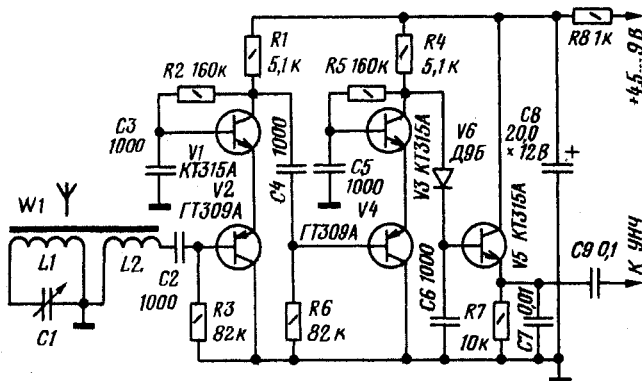 R1
5,1 к
R2 160к
C3
1000
V1
КТ315А
V2
ГТ309А
W1
L1
L2
C1
C2
1000
R3
82 к
C4
1000
R4
5,1 к
R5 160к
C5
1000
V3 КТ315А
V4
ГТ309А
R6
82 к
V6
Д9Б
C6 1000
V5 КТ315А
R7
10к
C7 0,01
C8
20,0
× 12 В
+
R8 1к
+4,5...9 В
C9 0,1
К УНЧ